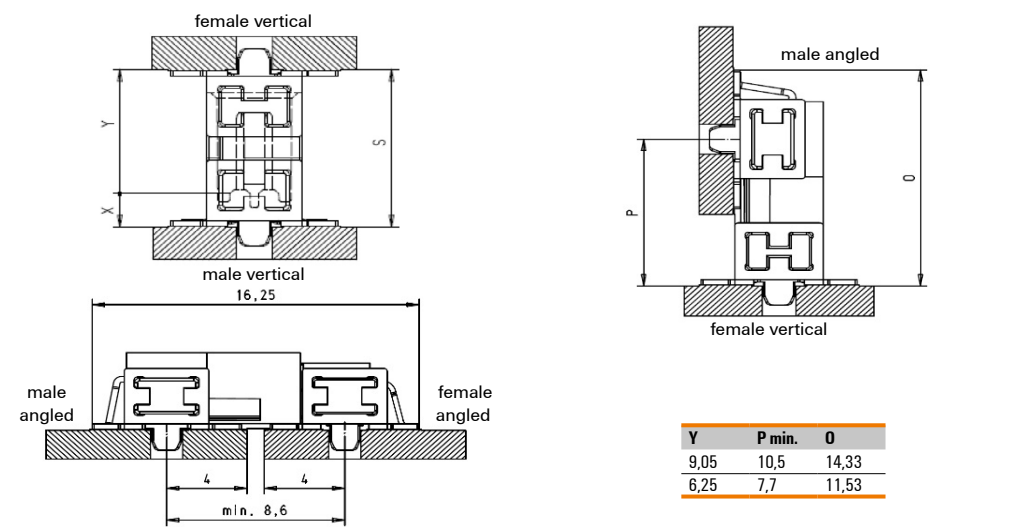 female vertical
Y
S
X
male vertical
16,25
male
angled
female
angled
4
4
min. 8,6
male angled
O
P
female vertical
Y P min. O
9,05 10,5 14,33
6,25 7,7 11,53